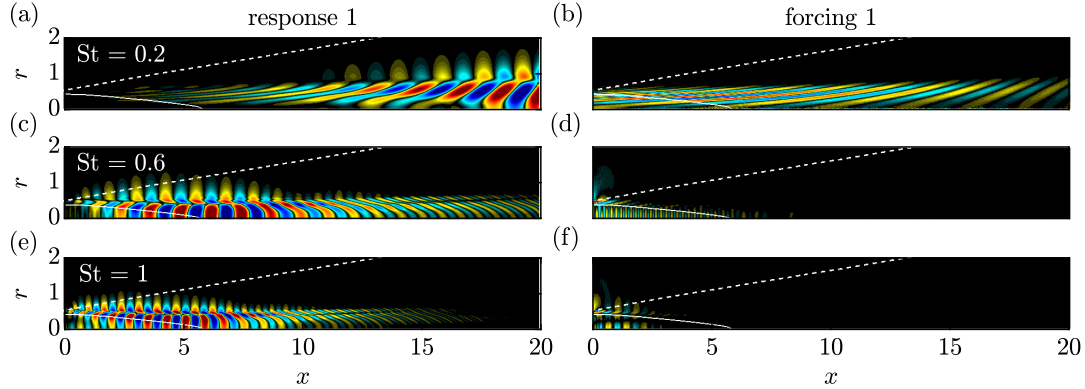 (a) response 1 (b) forcing 1
2
St = 0.2
r 1
0
(c) (d)
2
St = 0.6
r 1
0
(e) (f)
2
St = 1
r 1
0
0 5 10 15 20 0 5 10 15 20
x x